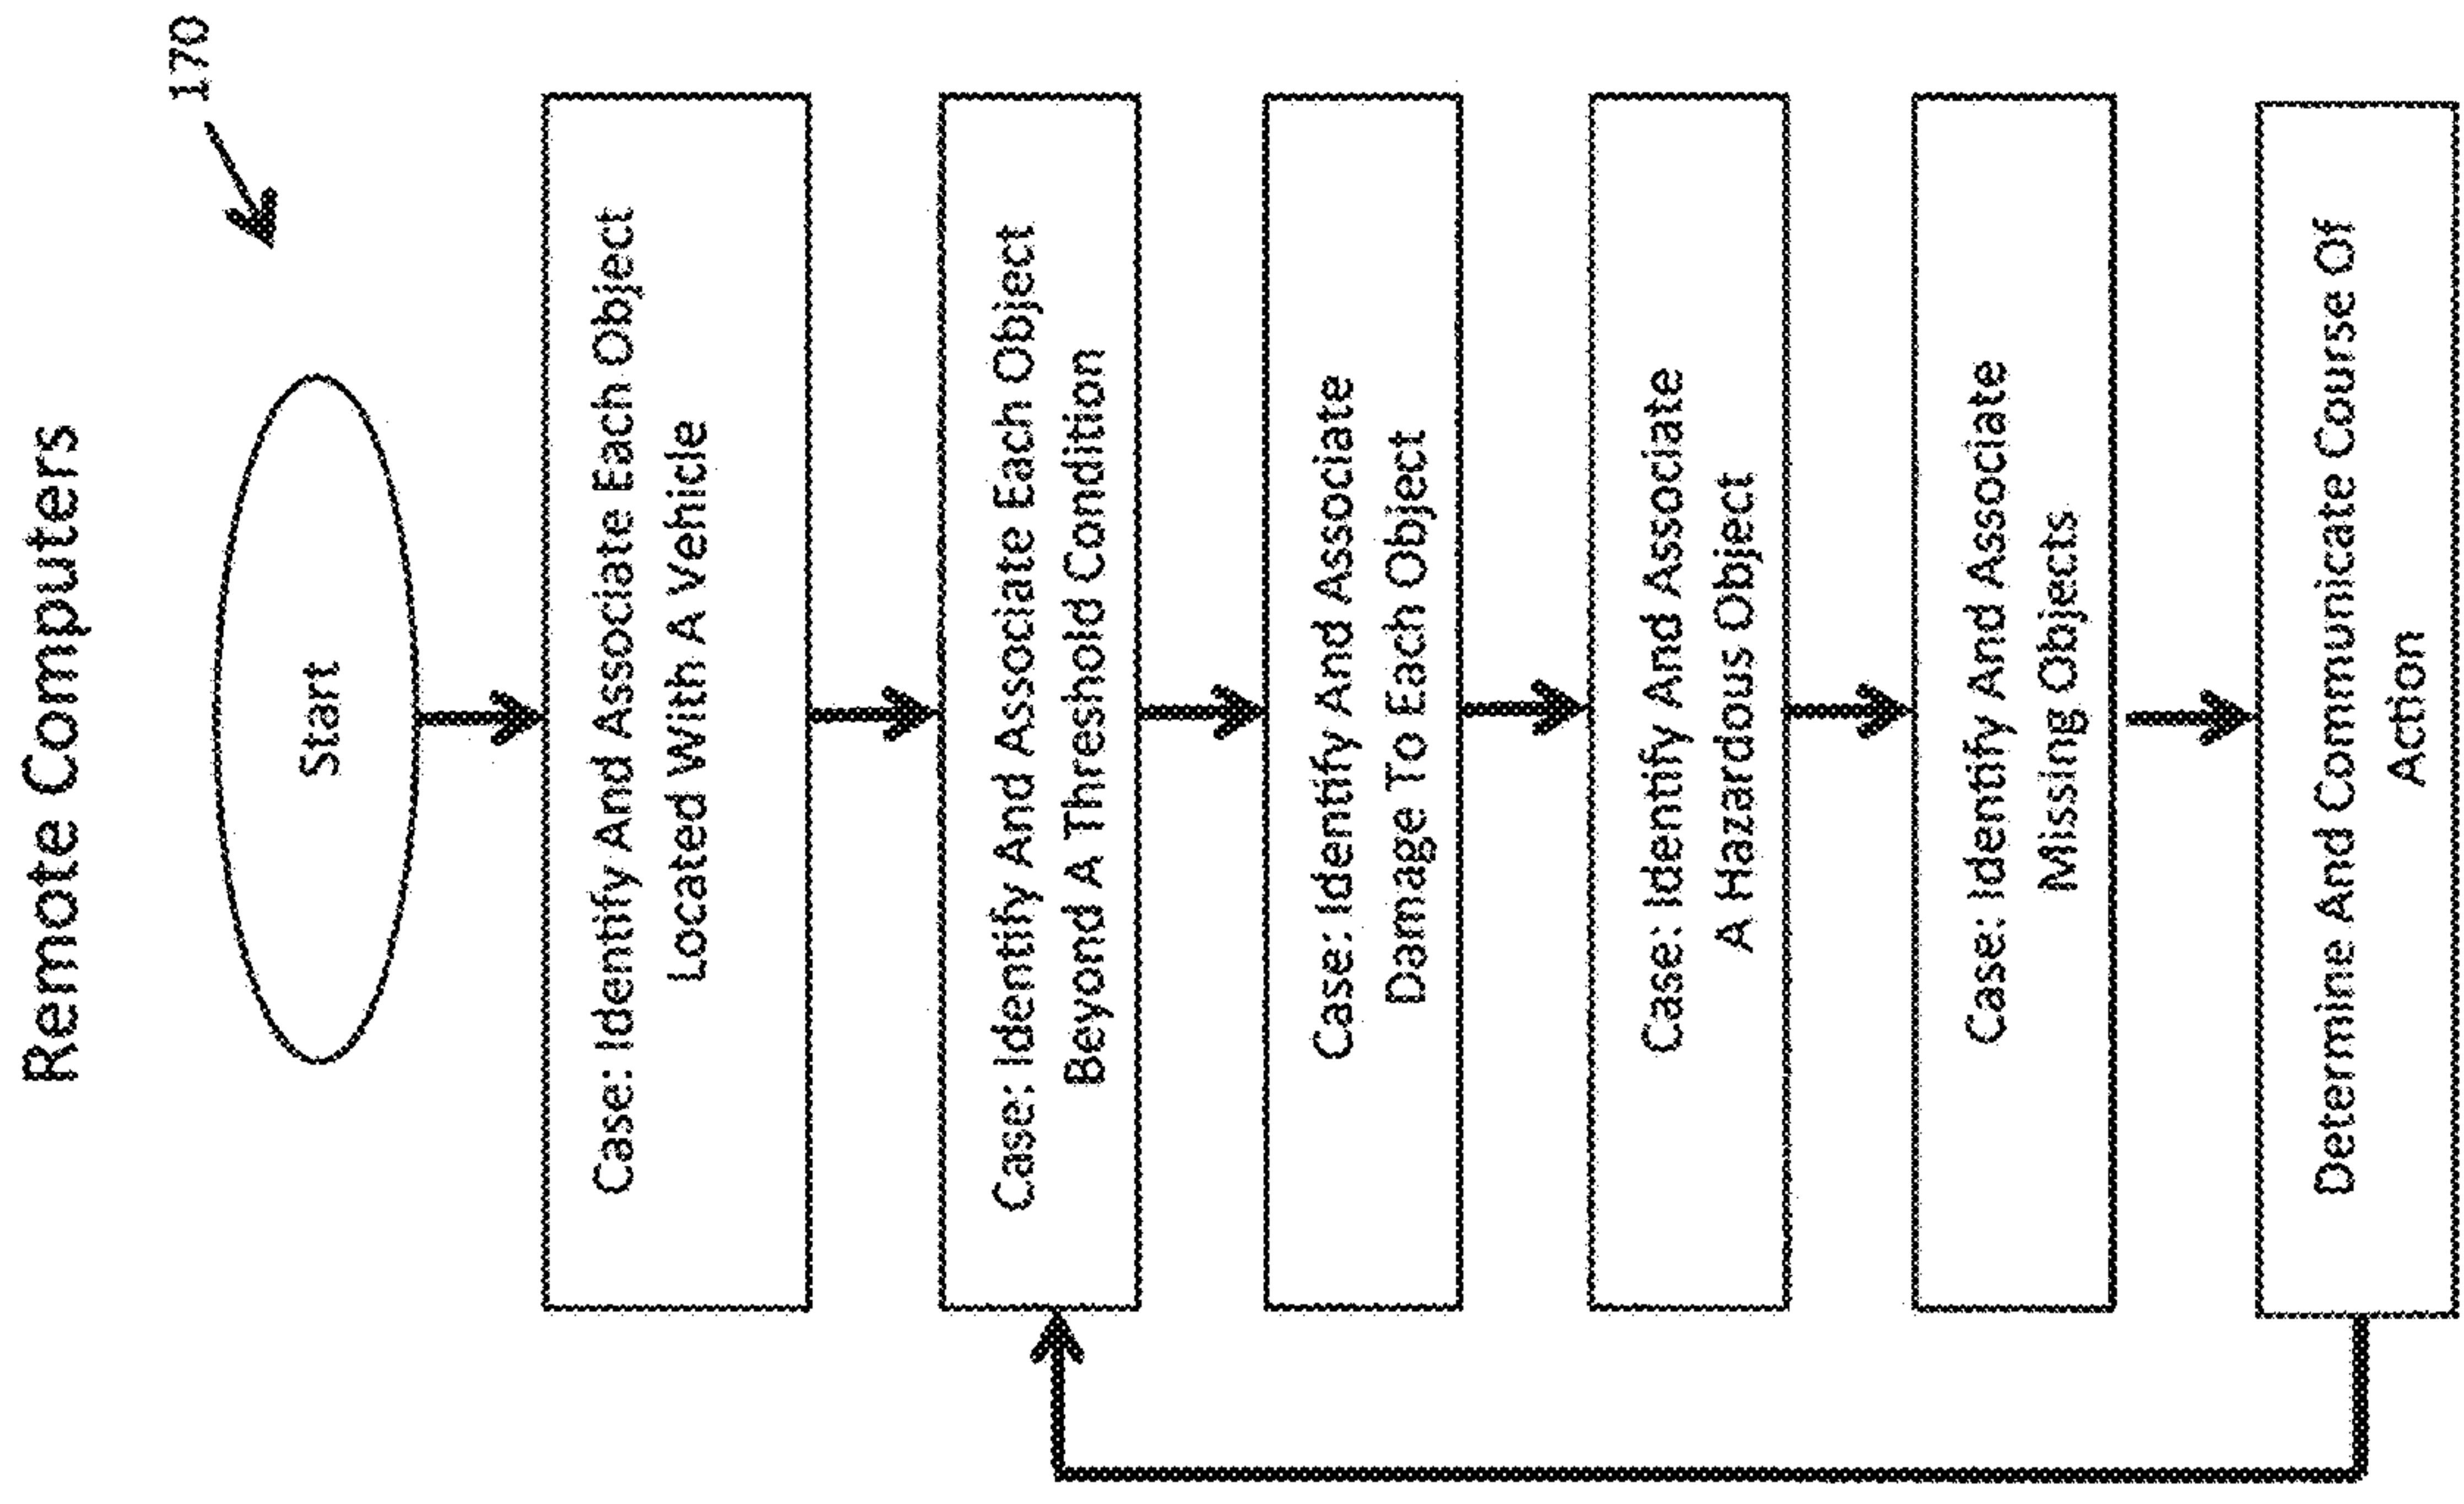 Remote Computers
170
Start
Case: Identify And Associate Each Object
Located With A Vehicle
Case: Identify And Associate Each Object
Beyond A Threshold Condition
Case: Identify And Associate
Damage To Each Object
Case: Identify And Associate
A Hazardous Object
Case: Identify And Associate
Missing Objects
Determine And Communicate Course Of
Action